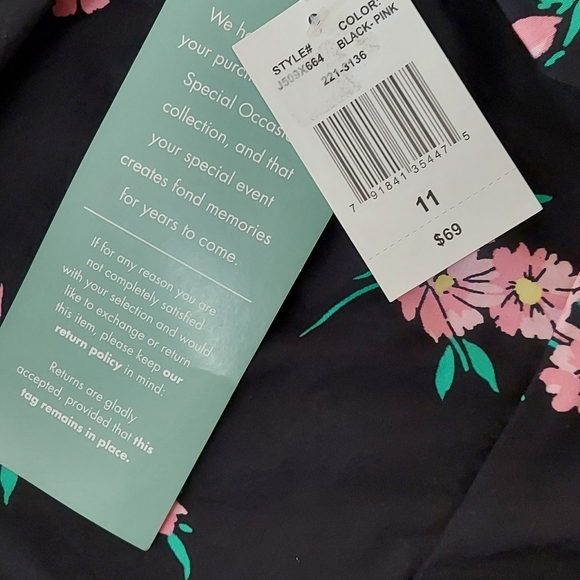 We
your
Special
collection, and that
your special event
creates fond memories
for years to come.
If for any reason you are
not completely satisfied
with your selection and would
like to exchange or return
this item, please keep our
return policy in mind:
Returns are gladly
accepted, provided that this
tag remains in place.
STYLE# COLOR:
J569X664 BLACK-PINK
221-3136
7 91841 35447 5
11
$69